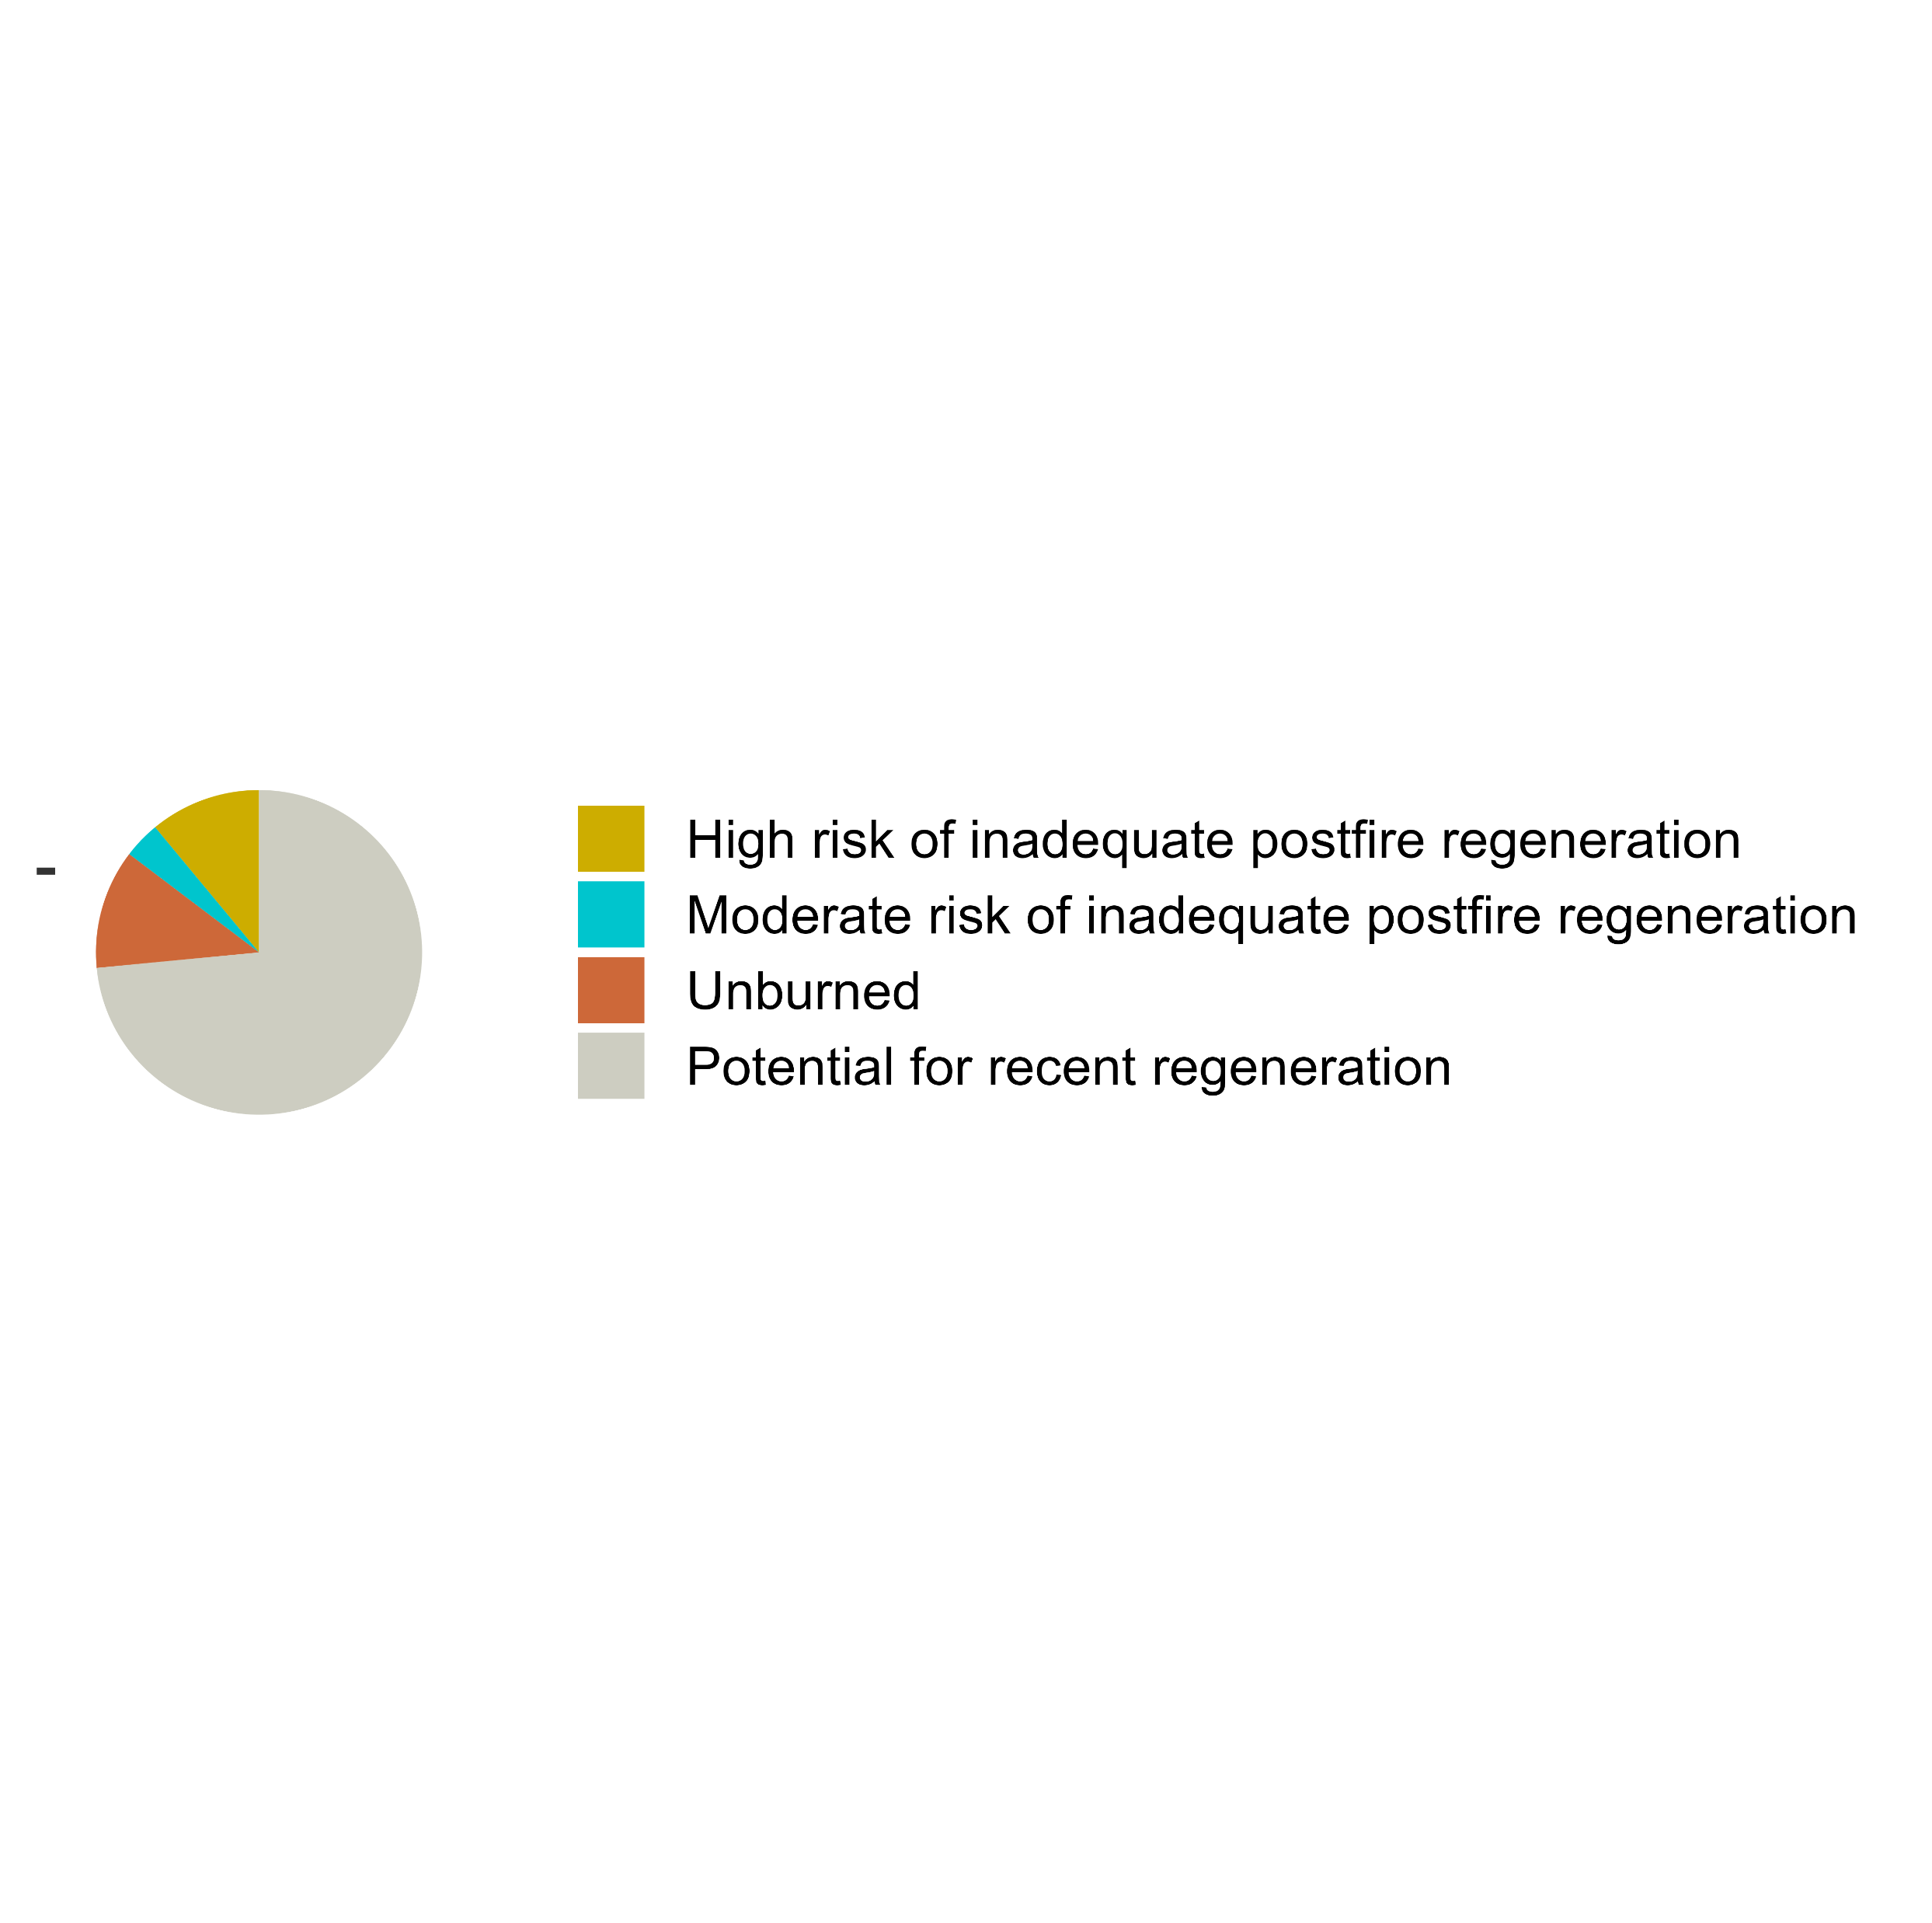 High risk of inadequate postfire regeneration
Moderate risk of inadequate postfire regeneration
Unburned
Potential for recent regeneration